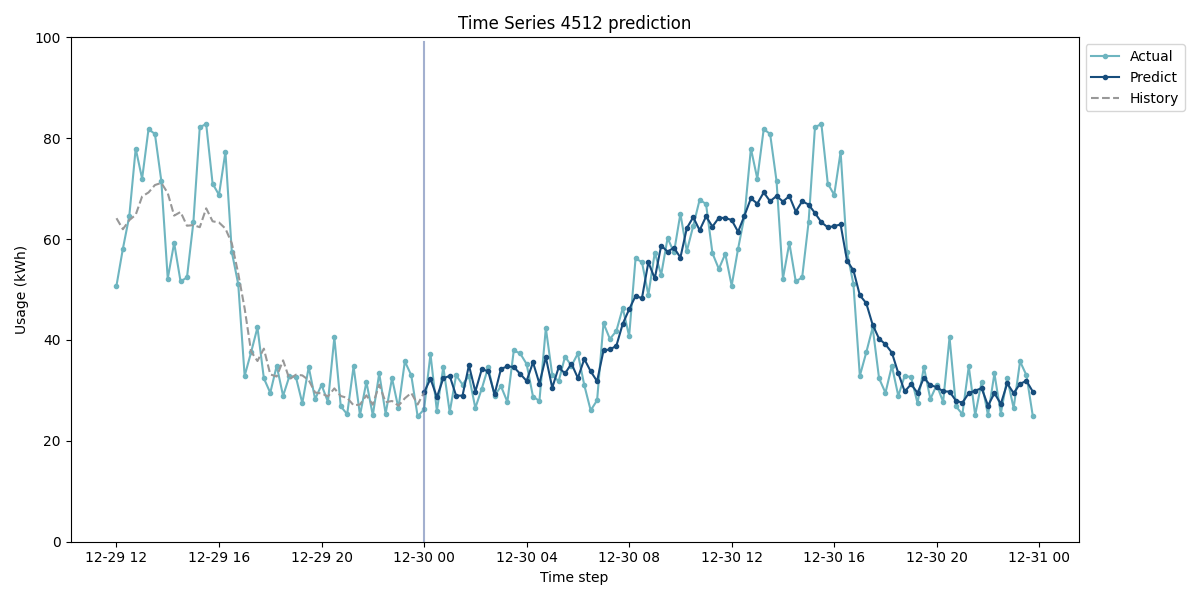 Time Series 4512 prediction
Usage (kWh)
100
80
60
40
20
0
12-29 12
12-29 16
12-29 20
12-30 00
12-30 04
12-30 08
12-30 12
12-30 16
12-30 20
12-31 00
Time step
Actual
Predict
History